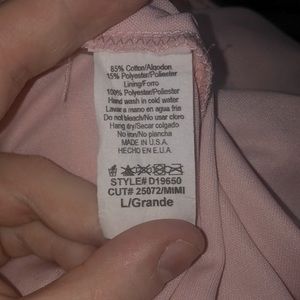 85% Cotton/Algodon
15% Polyester/Poliester
Lining/Forro
100% Polyester/Poliester
Hand wash in cold water
Lavar a mano en agua fria
Do not bleach/No usar cloro
Hang dry/Secar colgado
No iron/No plancha
MADE IN U.S.A.
HECHO EN E.U.A.
STYLE# D19650
CUT# 25072/MIMI
L/Grande